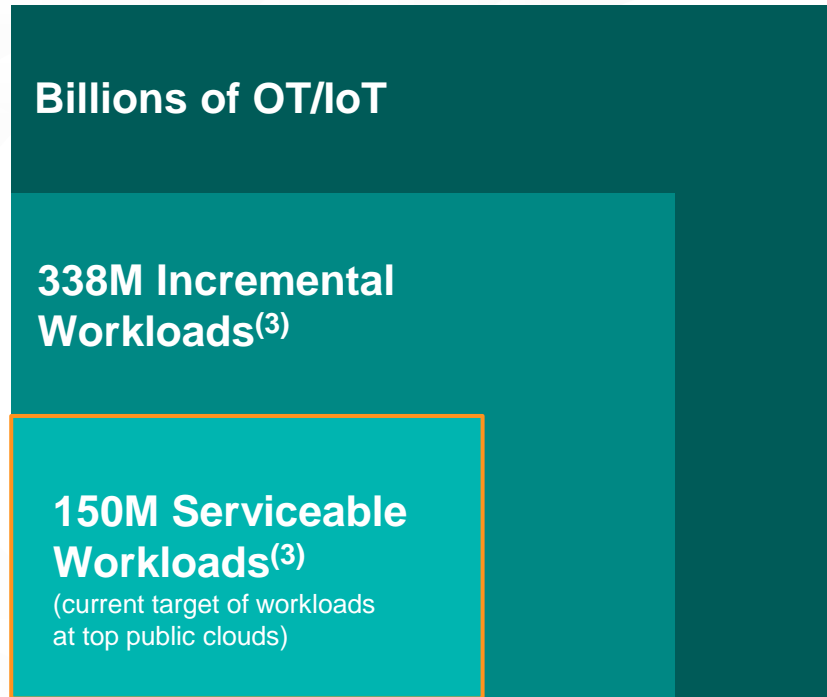 Billions of OT/IoT
338M Incremental
Workloads(3)
150M Serviceable
Workloads(3)
(current target of workloads
at top public clouds)